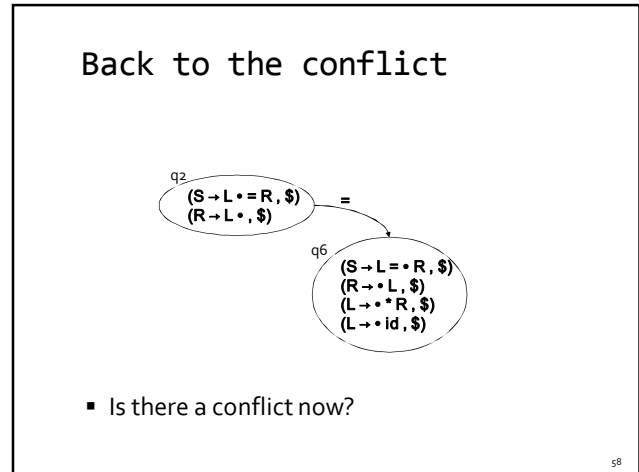 Back to the conflict
q2
(S → L • = R , $)
(R → L • , $)
=
q6
(S → L = • R , $)
(R → • L , $)
(L → • * R , $)
(L → • id , $)
▪ Is there a conflict now?
58